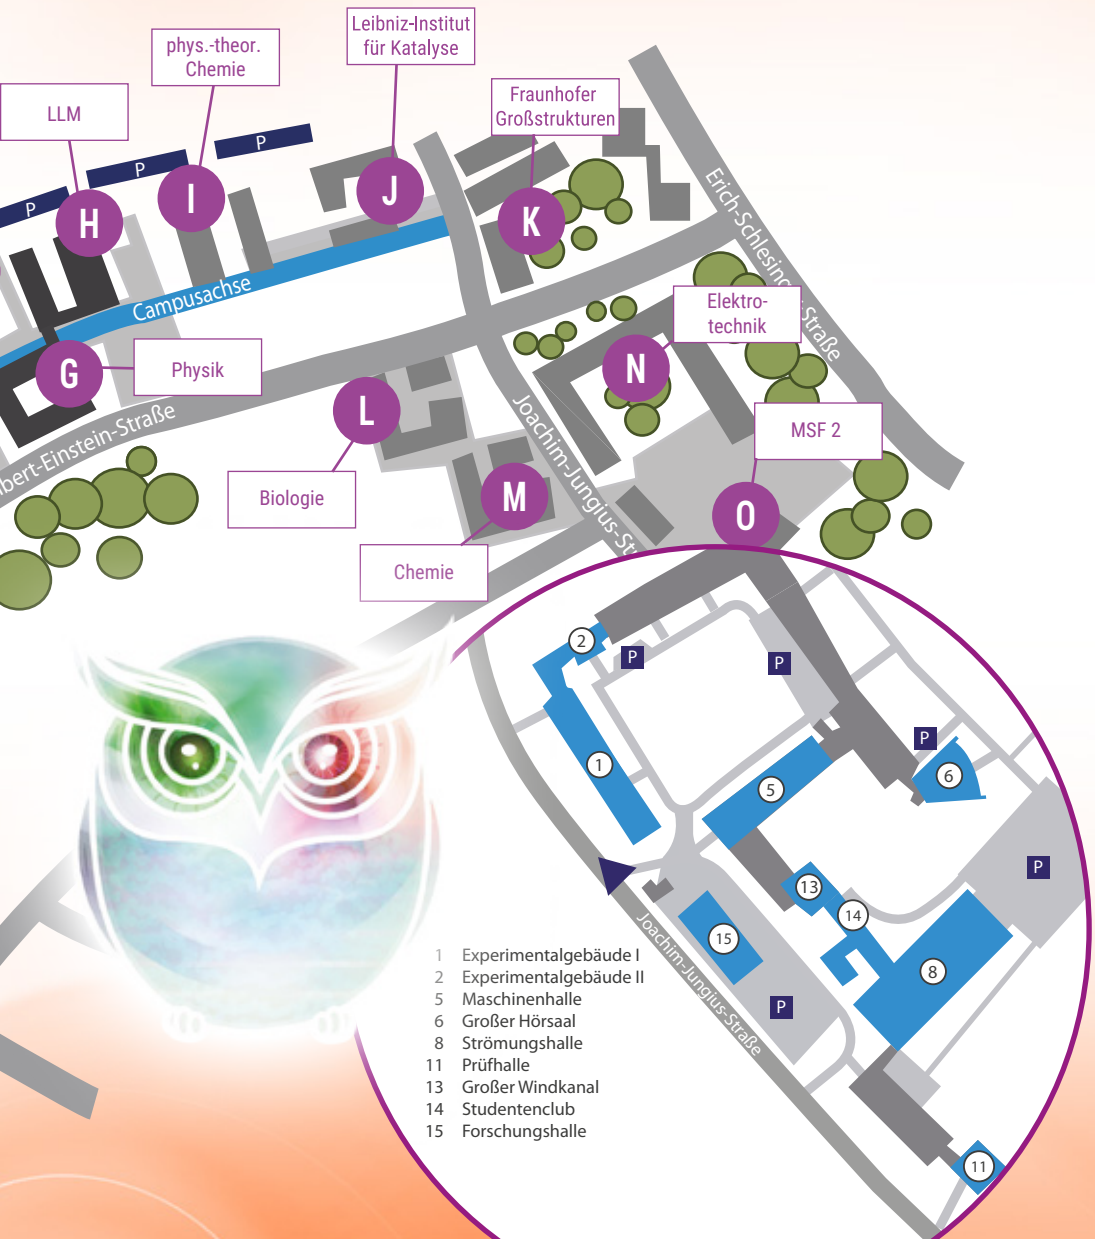 Leibniz-Institut
für Katalyse
phys.-theor.
Chemie
LLM
Fraunhofer
Großstrukturen
P
P
P
H
I
J
K
Erich-Schlesinger-Straße
Campusachse
Elektro-
technik
G
Physik
N
L
Albert-Einstein-Straße
Joachim-Jungius-Str
MSF 2
Biologie
M
O
Chemie
2
P
P
1
P
6
5
P
13
14
15
8
P
Joachim-Jungius-Straße
11
1 Experimentalgebäude I
2 Experimentalgebäude II
5 Maschinenhalle
6 Großer Hörsaal
8 Strömungshalle
11 Prüfhalle
13 Großer Windkanal
14 Studentenclub
15 Forschungshalle